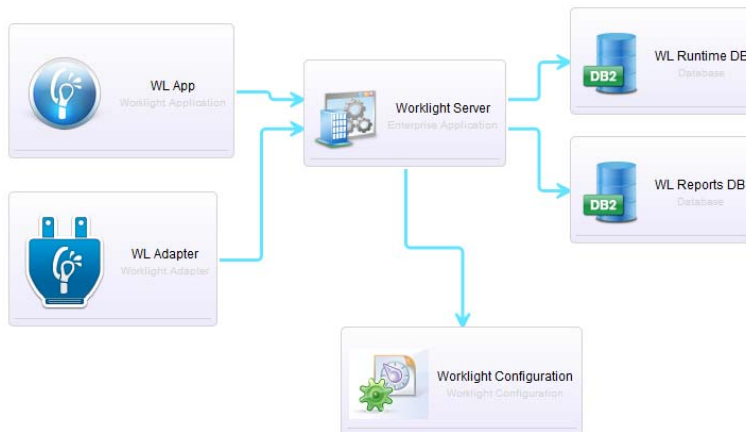 WL App
Worklight Application
WL Adapter
Worklight Adapter
Worklight Server
Enterprise Application
WL Runtime DB
Database
DB2
WL Reports DB
Database
DB2
Worklight Configuration
Worklight Configuration